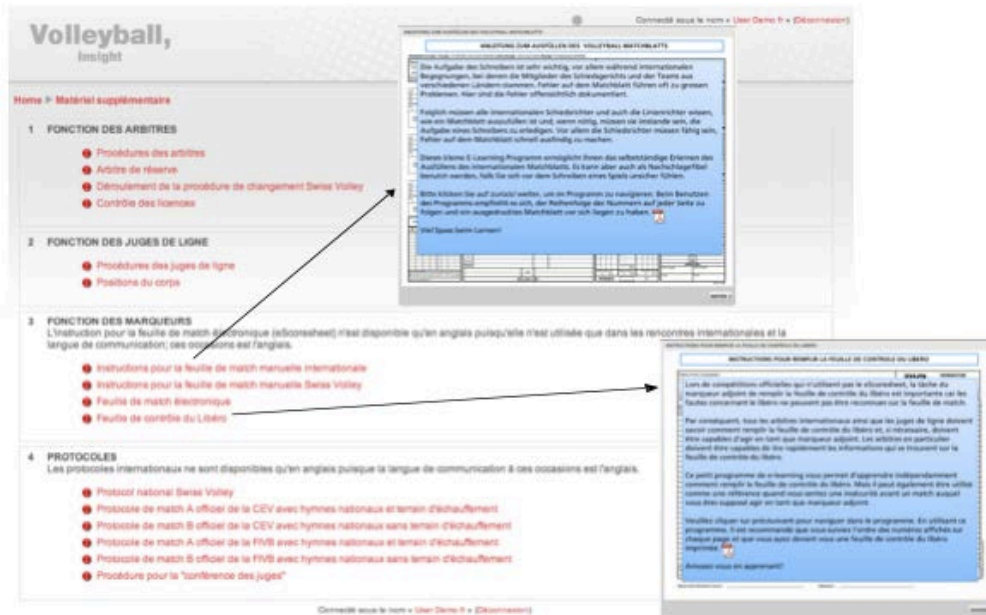 Connecté sous le nom « User Demo fr » (Déconnexion)
Volleyball,
Insight
Home ► Matériel supplémentaire
1 FONCTION DES ARBITRES
Procédures des arbitres
Arbitre de réserve
Déroulement de la procédure de changement Swiss Volley
Contrôle des licences
2 FONCTION DES JUGES DE LIGNE
Procédures des juges de ligne
Positions du corps
3 FONCTION DES MARQUEURS
L'instruction pour la feuille de match électronique (eScoresheet) n'est disponible qu'en anglais puisqu'elle n'est utilisée que dans les rencontres internationales et la
langue de communication; ces occasions est l'anglais.
Instructions pour la feuille de match manuelle internationale
Instructions pour la feuille de match manuelle Swiss Volley
Feuille de match électronique
Feuille de contrôle du Libéro
4 PROTOCOLES
Les protocoles internationaux ne sont disponibles qu'en anglais puisque la langue de communication à ces occasions est l'anglais.
Protocol national Swiss Volley
Protocole de match A officiel de la CEV avec hymnes nationaux et terrain d'échauffement
Protocole de match B officiel de la CEV avec hymnes nationaux sans terrain d'échauffement
Protocole de match A officiel de la FIVB avec hymnes nationaux et terrain d'échauffement
Protocole de match B officiel de la FIVB avec hymnes nationaux sans terrain d'échauffement
Procédure pour la "conférence des juges"
Connecté sous le nom « User Demo fr » (Déconnexion)
ANLEITUNG ZUM AUSFÜLLEN DES VOLLEYBALL MATCHBLATTS
ANLEITUNG ZUM AUSFÜLLEN DES VOLLEYBALL MATCHBLATTS
Die Aufgabe des Schreiben ist sehr wichtig, vor allem während internationalen
Begegnungen, bei denen die Mitglieder des Schiedsgerichts und der Teams aus
verschiedenen Ländern stammen. Fehler auf dem Matchblatt führen oft zu grossen
Problemen. Hier sind die Fehler offensichtlich dokumentiert.
Folglich müssen alle internationalen Schiedsrichter und auch die Linienrichter wissen,
wie ein Matchblatt auszufüllen ist und, wenn nötig, müssen sie imstande sein, die
Aufgabe eines Schreibers zu erledigen. Vor allem die Schiedsrichter müssen fähig sein,
Fehler auf dem Matchblatt schnell ausfindig zu machen.
Dieses kleine E-Learning Programm ermöglicht Ihnen das selbstständige Erlernen des
Ausfüllens des internationalen Matchblatts. Es kann aber auch als Nachschlagefibel
benutzt werden, falls Sie sich vor dem Schreiben eines Spiels unsicher fühlen.
Bitte klicken Sie auf zurück/ weiter, um im Programm zu navigieren. Beim Benutzen
des Programms empfiehlt es sich, der Reihenfolge des Nummern auf jeder Seite zu
folgen und ein ausgedrucktes Matchblatt vor sich liegen zu haben.
Viel Spass beim Lernen!
INSTRUCTIONS POUR REMPLIR LA FEUILLE DE CONTROLE DU LIBERO
INSTRUCTIONS POUR REMPLIR LA FEUILLE DE CONTROLE DU LIBERO
Lors de compétitions officielles qui n'utilisent pas le eScoresheet, la tâche du
marqueur adjoint de remplir la feuille de contrôle du libéro est importante car les
fautes concernant le libéro ne peuvent pas être reconnues sur la feuille de match.
Par conséquent, tous les arbitres internationaux ainsi que les juges de ligne doivent
savoir comment remplir la feuille de contrôle du libéro et, si nécessaire, doivent
être capables d'agir en tant que marqueur adjoint. Les arbitres en particulier
doivent être capables de lire rapidement les informations qui se trouvent sur la
feuille de contrôle du libéro.
Ce petit programme de e-learning vous permet d'apprendre indépendamment
comment remplir la feuille de contrôle du libéro. Mais il peut également être utilisé
comme une référence quand vous sentez une insécurité avant un match auquel
vous êtes supposé agir en tant que marqueur adjoint.
Veuillez cliquer sur précédent/suivant pour naviguer dans le programme. En utilisant ce
programme, il est recommandé que vous suiviez l'ordre des numéros affichés sur
chaque page et que vous ayez devant vous une feuille de contrôle du libéro
imprimée.
Amusez-vous en apprenant!